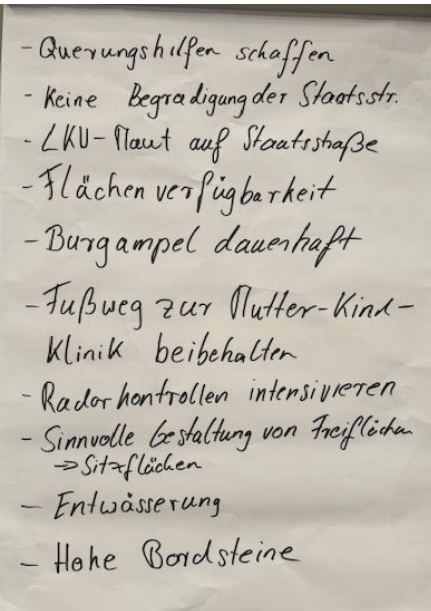 - Querungshilfen schaffen
- Keine Begradigung der Staatsstr.
- LKW-Maut auf Staatsstraße
- Flächenverfügbarkeit
- Burgampel dauerhaft
- Fußweg zur Mutter-Kind-
Klinik beibehalten
- Radarkontrollen intensivieren
- Sinnvolle Gestaltung von Freiflächen
⇒ Sitzflächen
- Entwässerung
- Hohe Bordsteine